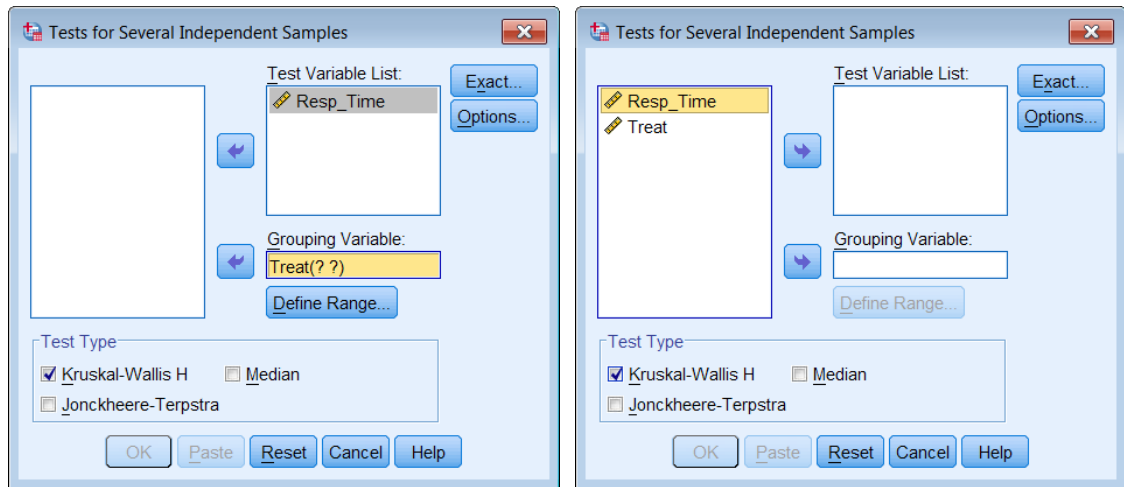 Tests for Several Independent Samples
Test Variable List:
Resp_Time
Exact...
Options...
Grouping Variable:
Treat(? ?)
Define Range...
Test Type
Kruskal-Wallis H
Median
Jonckheere-Terpstra
OK
Paste
Reset
Cancel
Help
Tests for Several Independent Samples
Resp_Time
Treat
Test Variable List:
Exact...
Options...
Grouping Variable:
Define Range...
Test Type
Kruskal-Wallis H
Median
Jonckheere-Terpstra
OK
Paste
Reset
Cancel
Help